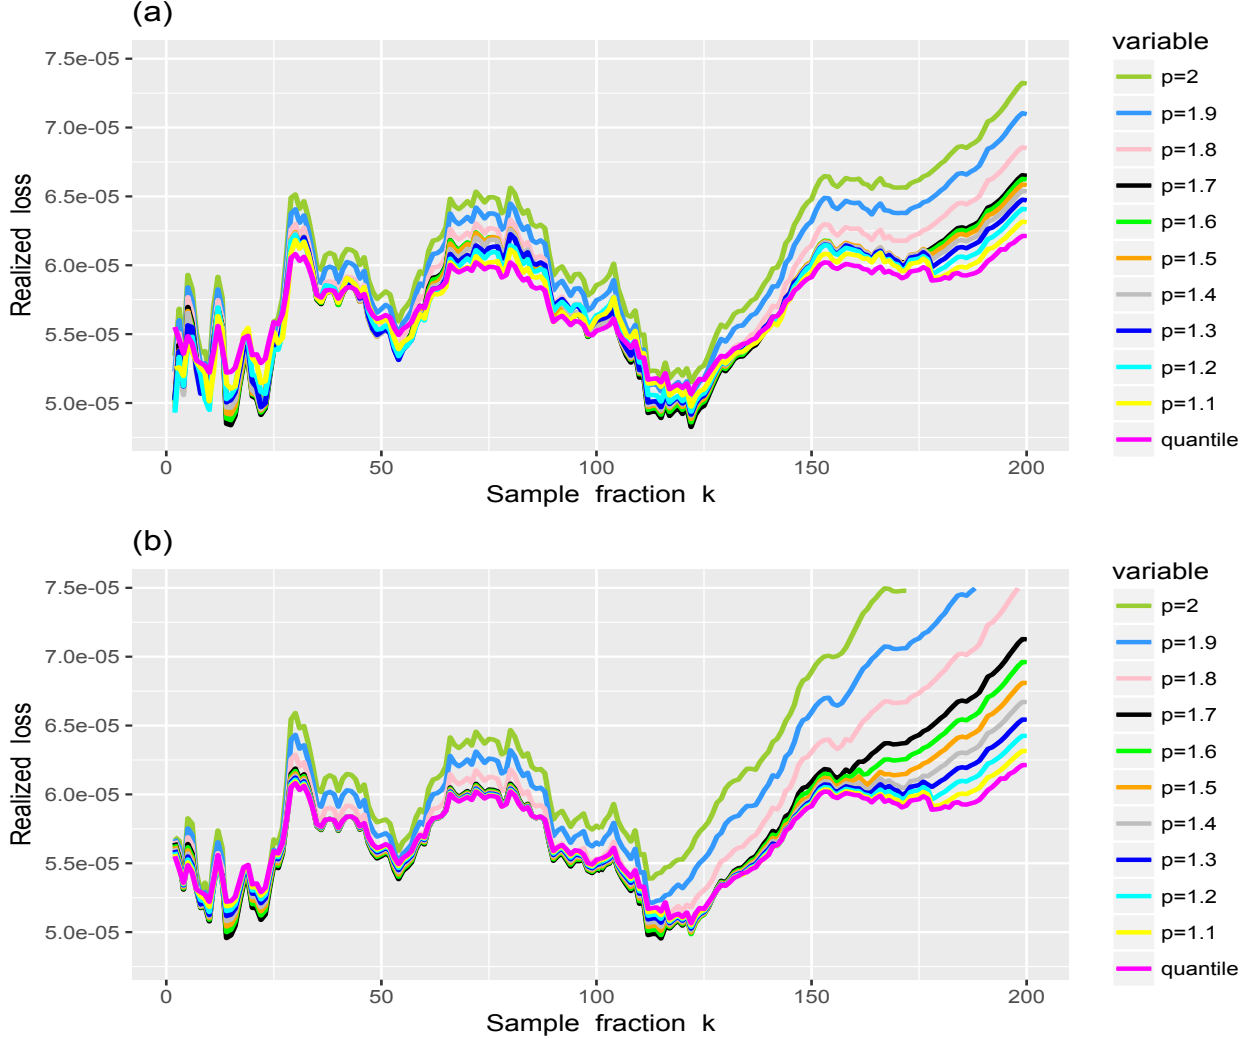 (a)
variable
7.5e-05
7.0e-05
6.5e-05
6.0e-05
5.5e-05
5.0e-05
Realized loss
0
50
100
150
200
Sample fraction k
p=2
p=1.9
p=1.8
p=1.7
p=1.6
p=1.5
p=1.4
p=1.3
p=1.2
p=1.1
quantile
(b)
variable
7.5e-05
7.0e-05
6.5e-05
6.0e-05
5.5e-05
5.0e-05
Realized loss
0
50
100
150
200
Sample fraction k
p=2
p=1.9
p=1.8
p=1.7
p=1.6
p=1.5
p=1.4
p=1.3
p=1.2
p=1.1
quantile